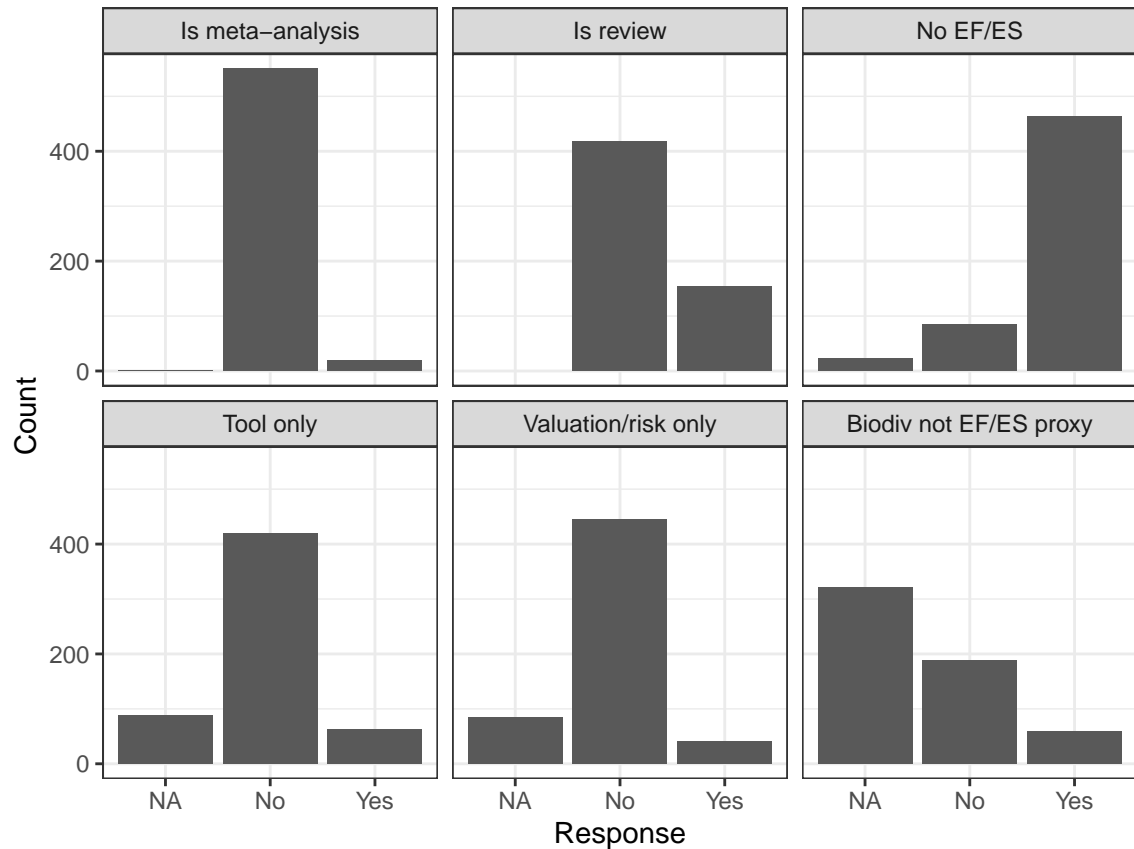 Is meta−analysis
Is review
No EF/ES
400
200
0
Count
Tool only
Valuation/risk only
Biodiv not EF/ES proxy
400
200
0
NA No Yes
NA No Yes
NA No Yes
Response